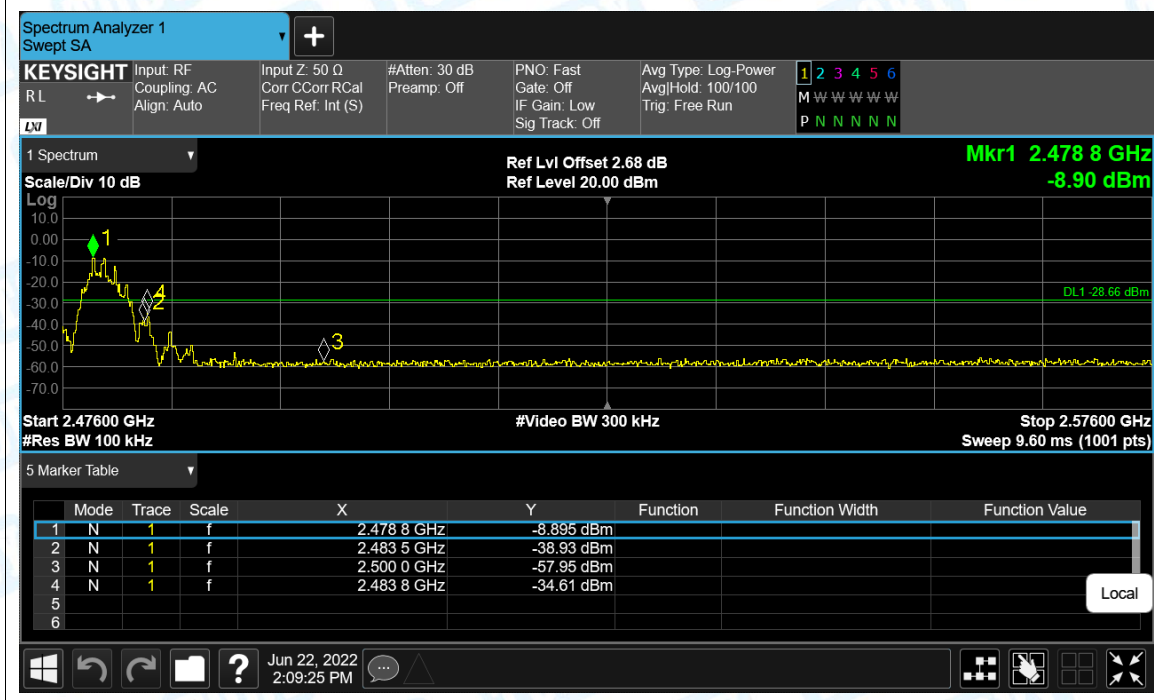 Spectrum Analyzer 1
Swept SA
+
KEYSIGHT
R L
LXI
Input: RF
Coupling: AC
Align: Auto
Input Z: 50 Ω
Corr CCorr RCal
Freq Ref: Int (S)
#Atten: 30 dB
Preamp: Off
PNO: Fast
Gate: Off
IF Gain: Low
Sig Track: Off
Avg Type: Log-Power
Avg|Hold: 100/100
Trig: Free Run
1 2 3 4 5 6
M W W W W W
P N N N N N
1 Spectrum
Scale/Div 10 dB
Ref Lvl Offset 2.68 dB
Ref Level 20.00 dBm
Mkr1 2.478 8 GHz
-8.90 dBm
Log
10.0
0.00
-10.0
-20.0
-30.0
-40.0
-50.0
-60.0
-70.0
1
4
2
3
DL1 -28.66 dBm
Start 2.47600 GHz
#Video BW 300 kHz
Stop 2.57600 GHz
#Res BW 100 kHz
Sweep 9.60 ms (1001 pts)
5 Marker Table
Mode Trace Scale X Y Function Function Width Function Value
1 N 1 f 2.478 8 GHz -8.895 dBm
2 N 1 f 2.483 5 GHz -38.93 dBm
3 N 1 f 2.500 0 GHz -57.95 dBm
4 N 1 f 2.483 8 GHz -34.61 dBm
5
6
Local
?
Jun 22, 2022
2:09:25 PM